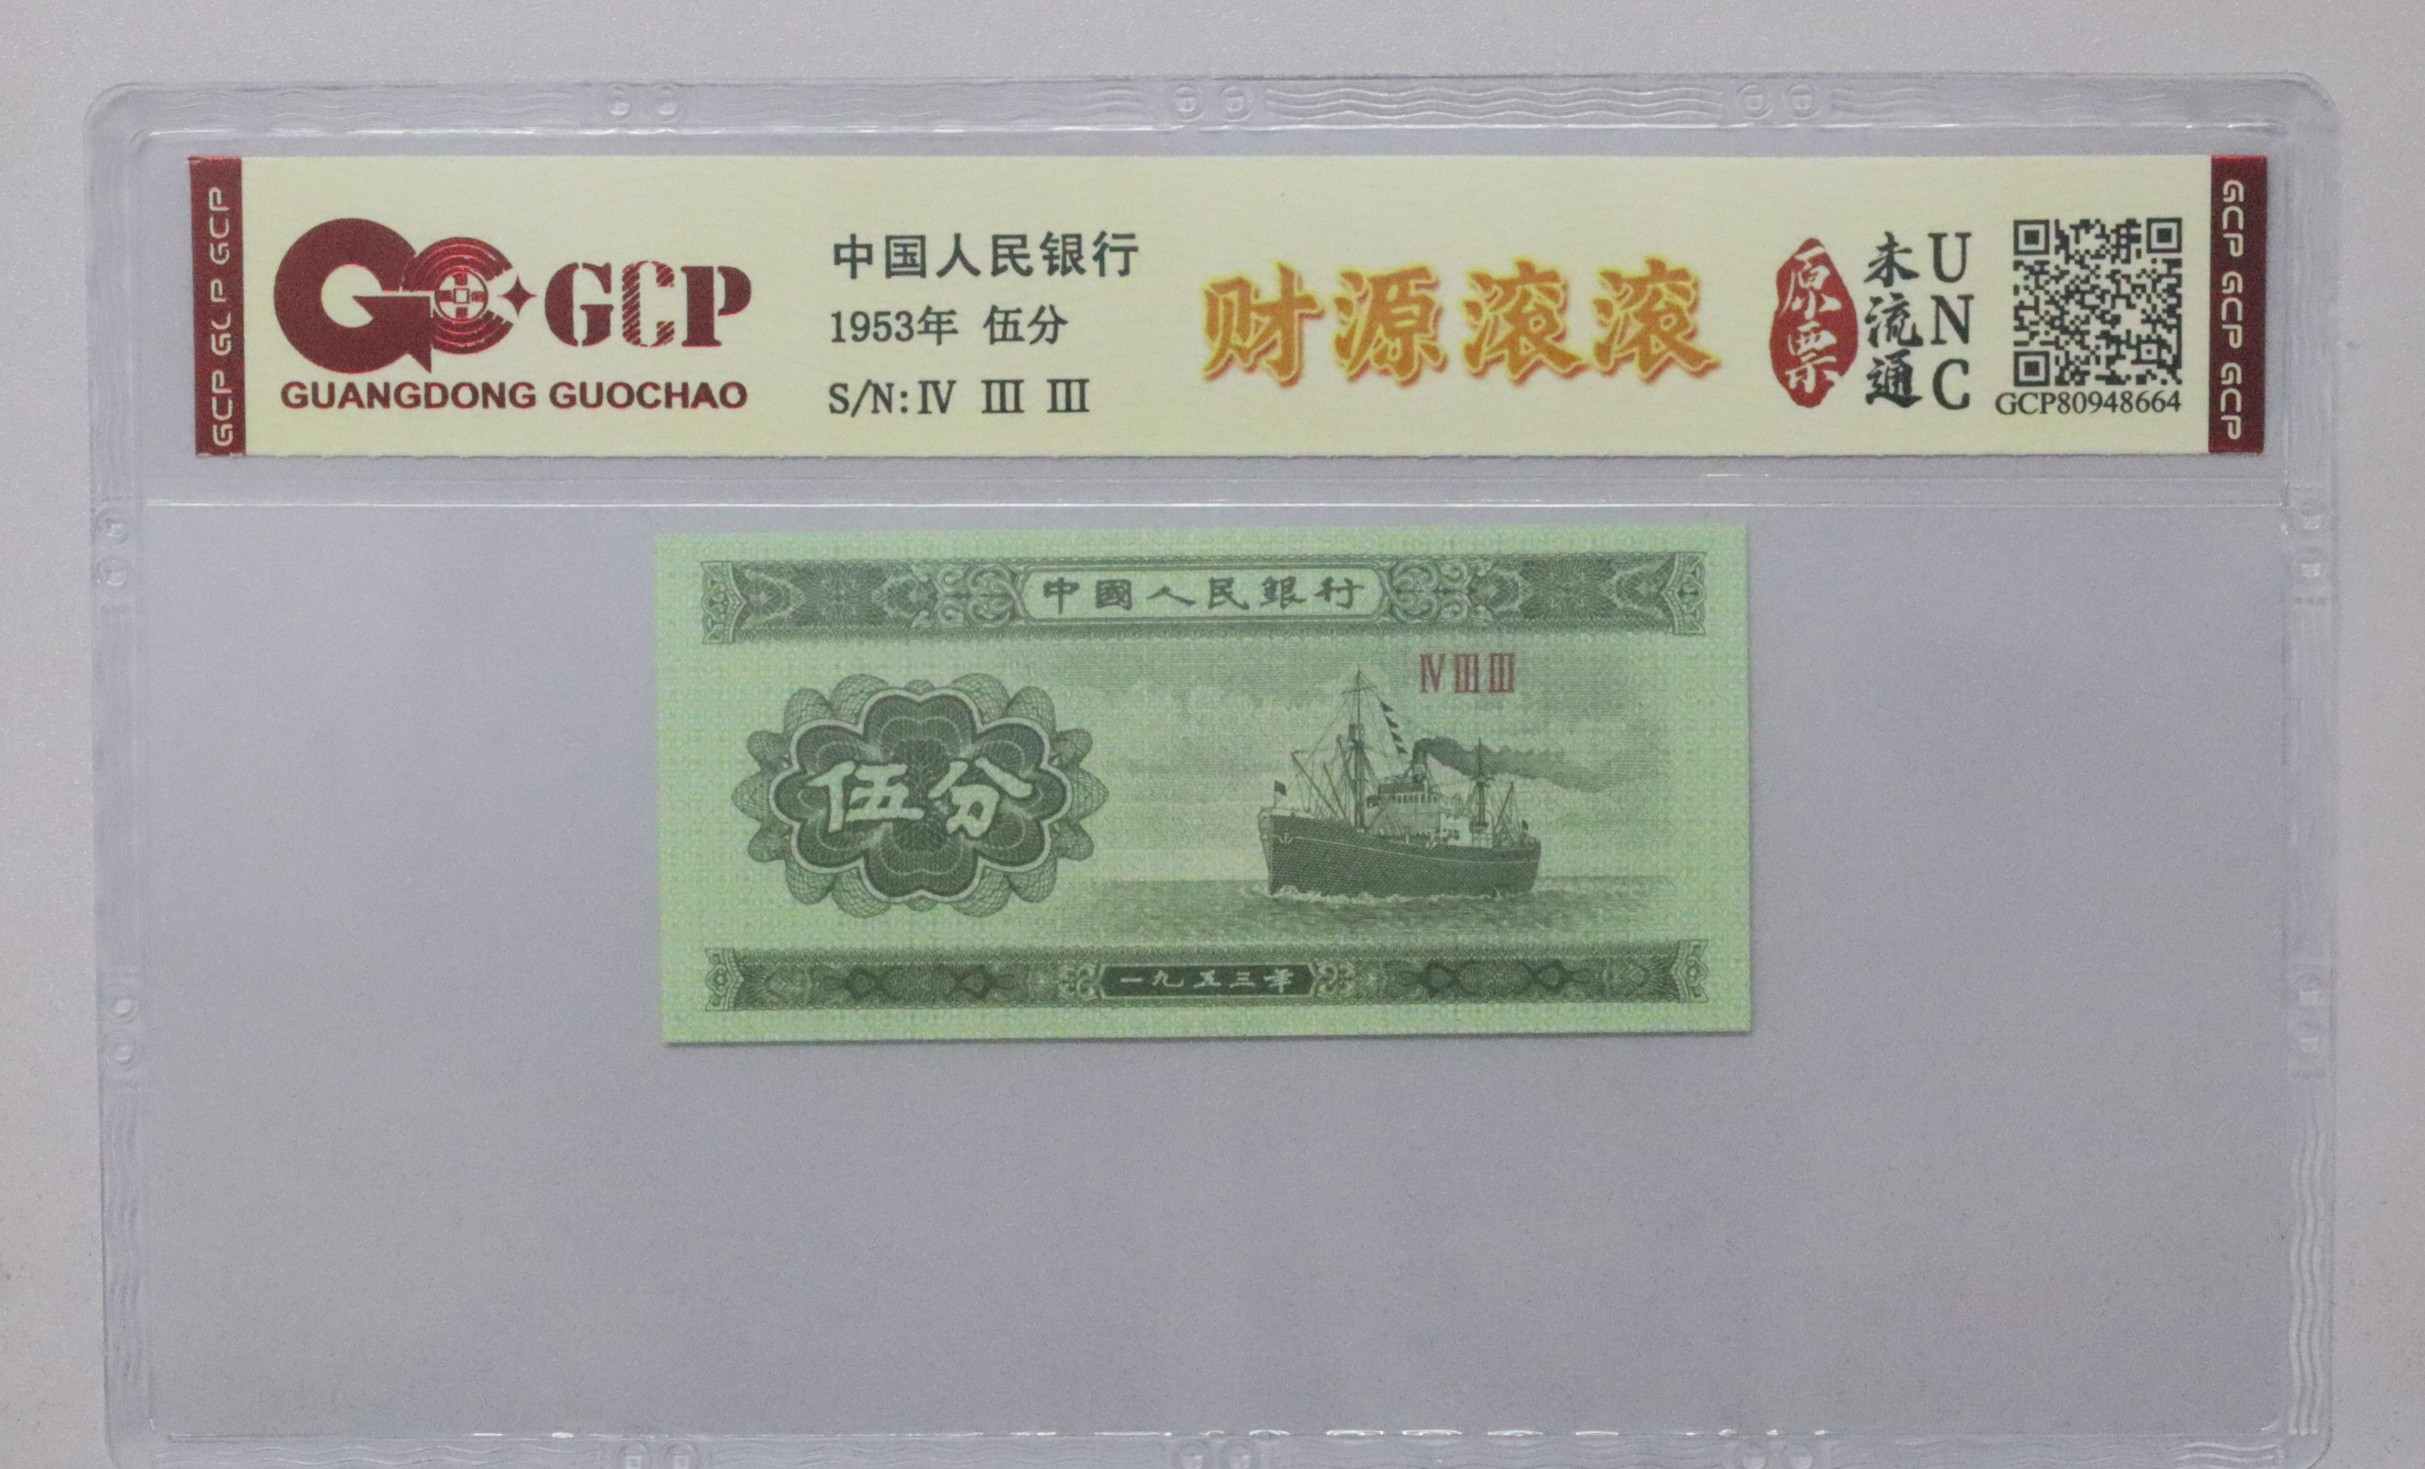 GCP GCP GCP
GCP
GUANGDONG GUOCHAO
中国人民银行
1953年 伍分
S/N: IV III III
财源滚滚
原票
未流通
UNC
GCP80948664
GCP GCP GCP
中國人民銀行
IV III III
伍分
一九五三年